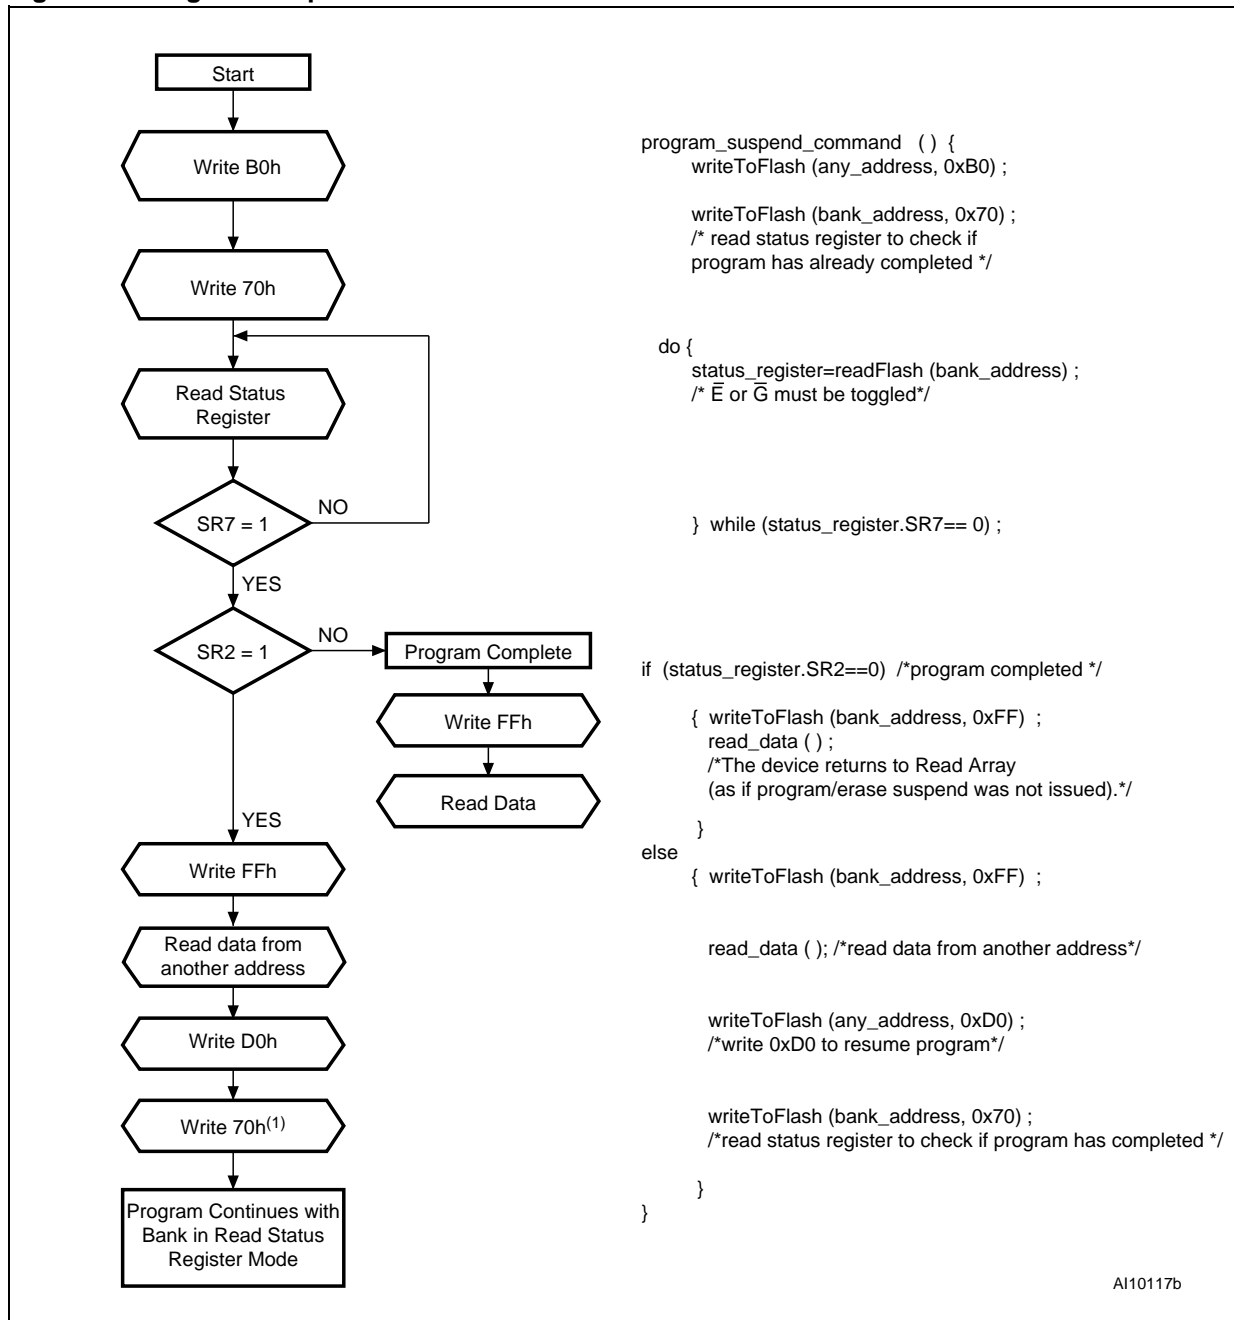 Start
Write B0h
Write 70h
Read Status
Register
SR7 = 1
NO
YES
SR2 = 1
NO
Program Complete
Write FFh
Read Data
YES
Write FFh
Read data from
another address
Write D0h
Write 70h(1)
Program Continues with
Bank in Read Status
Register Mode
program_suspend_command ( ) {
writeToFlash (any_address, 0xB0) ;
writeToFlash (bank_address, 0x70) ;
/* read status register to check if
program has already completed */
do {
status_register=readFlash (bank_address) ;
/* E̅ or G̅ must be toggled*/
} while (status_register.SR7== 0) ;
if (status_register.SR2==0) /*program completed */
{ writeToFlash (bank_address, 0xFF) ;
read_data ( ) ;
/*The device returns to Read Array
(as if program/erase suspend was not issued).*/
}
else
{ writeToFlash (bank_address, 0xFF) ;
read_data ( ); /*read data from another address*/
writeToFlash (any_address, 0xD0) ;
/*write 0xD0 to resume program*/
writeToFlash (bank_address, 0x70) ;
/*read status register to check if program has completed */
}
}
AI10117b